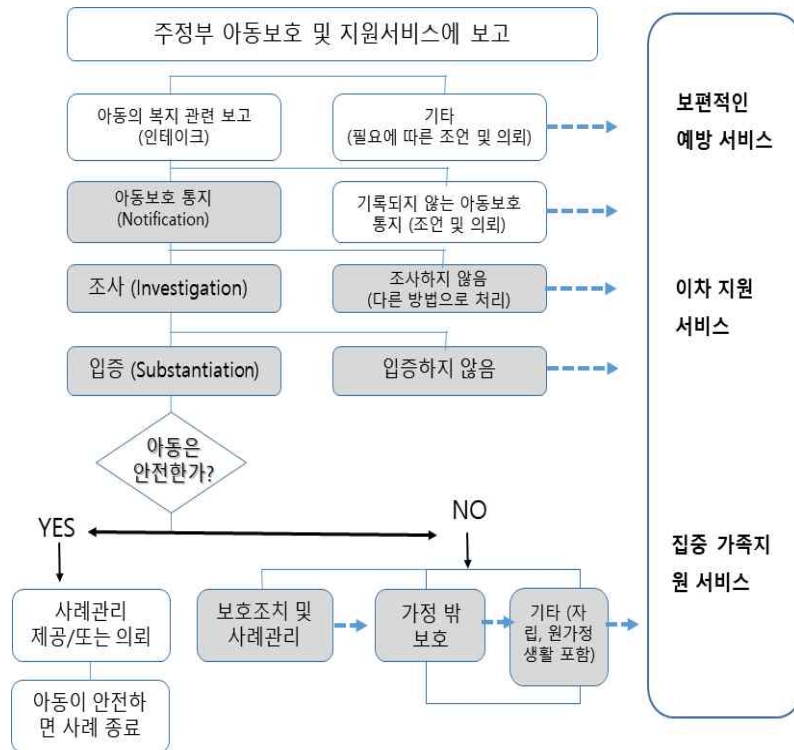 주정부 아동보호 및 지원서비스에 보고
아동의 복지 관련 보고
(인테이크)
기타
(필요에 따른 조언 및 의뢰)
보편적인
예방 서비스
아동보호 통지
(Notification)
기록되지 않는 아동보호
통지 (조언 및 의뢰)
조사 (Investigation)
조사하지 않음
(다른 방법으로 처리)
이차 지원
서비스
입증 (Substantiation)
입증하지 않음
아동은
안전한가?
YES
NO
집중 가족지
원 서비스
사례관리
제공/또는 의뢰
보호조치 및
사례관리
가정 밖
보호
기타 (자
립, 원가정
생활 포함)
아동이 안전하
면 사례 종료